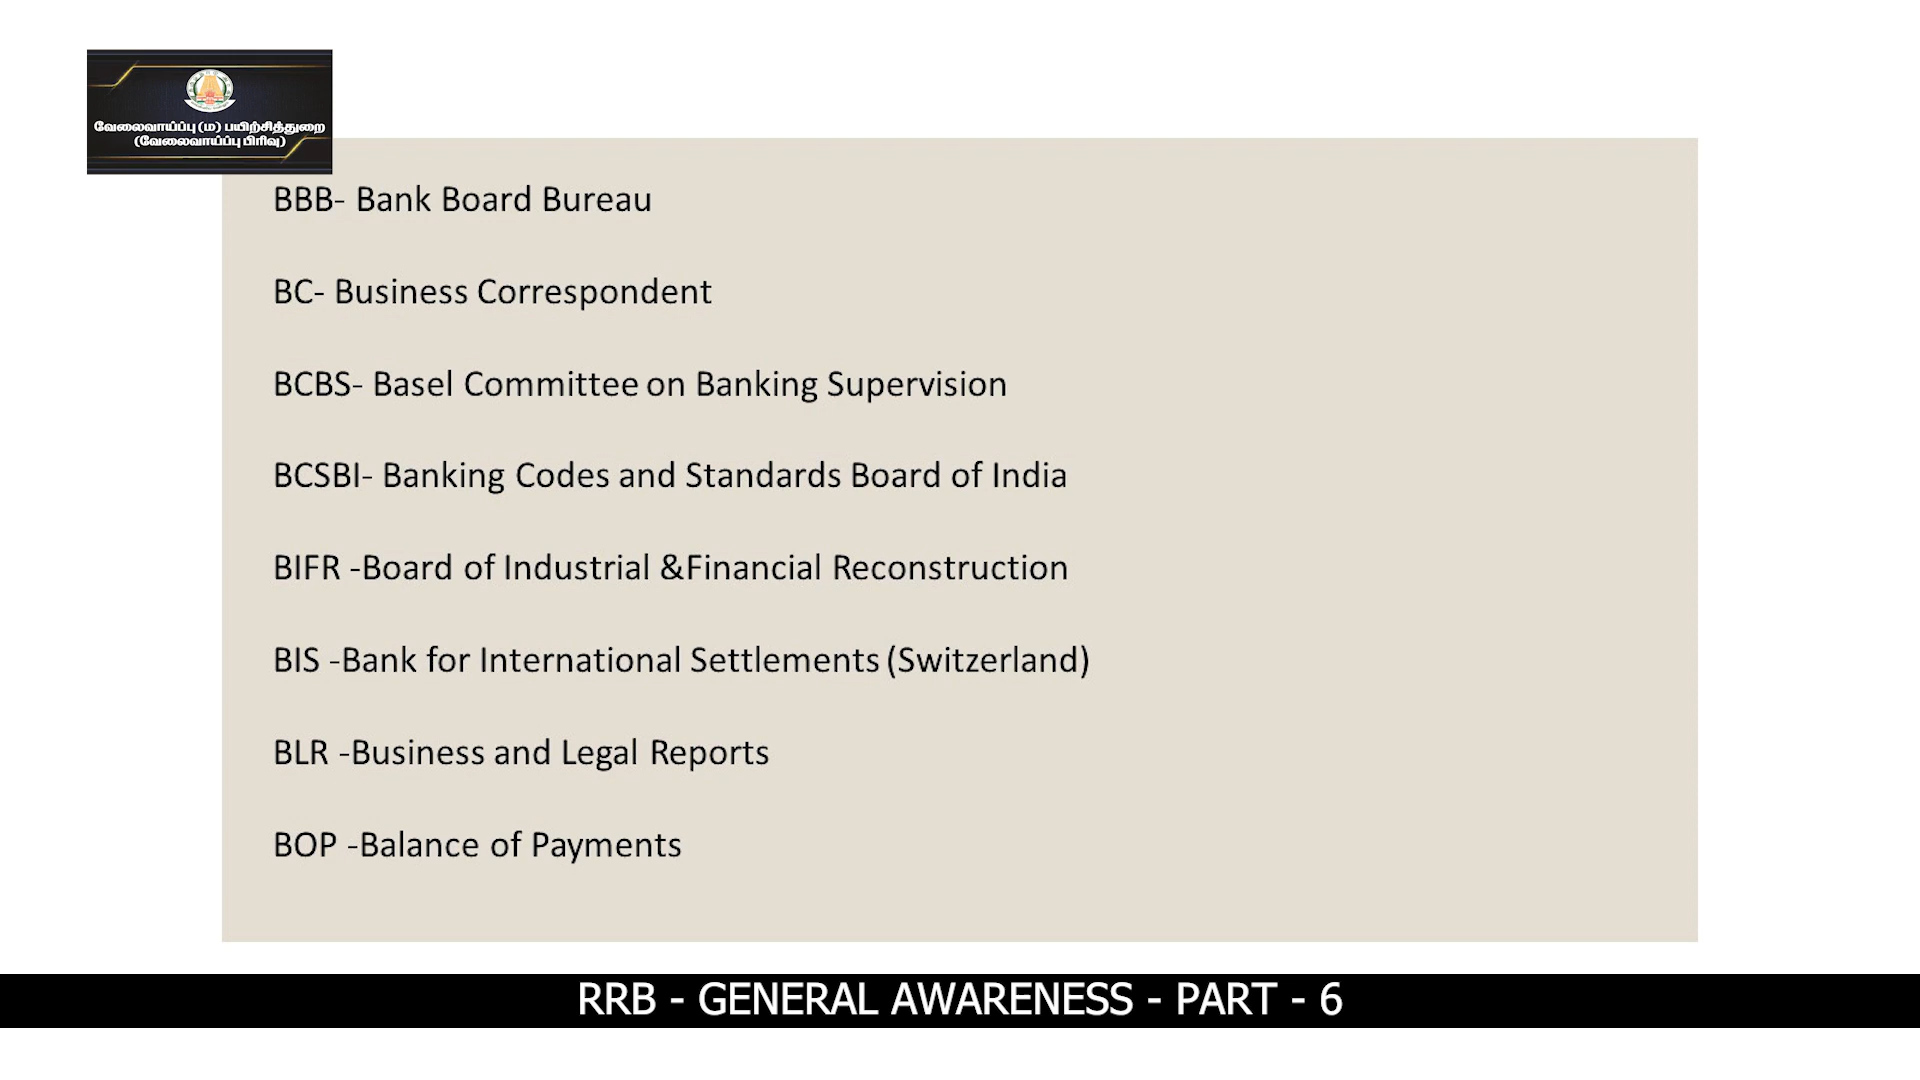 வேலைவாய்ப்பு (ம) பயிற்சித்துறை
(வேலைவாய்ப்பு பிரிவு)
BBB- Bank Board Bureau
BC- Business Correspondent
BCBS- Basel Committee on Banking Supervision
BCSBI- Banking Codes and Standards Board of India
BIFR -Board of Industrial &Financial Reconstruction
BIS -Bank for International Settlements (Switzerland)
BLR -Business and Legal Reports
BOP -Balance of Payments
RRB - GENERAL AWARENESS - PART - 6